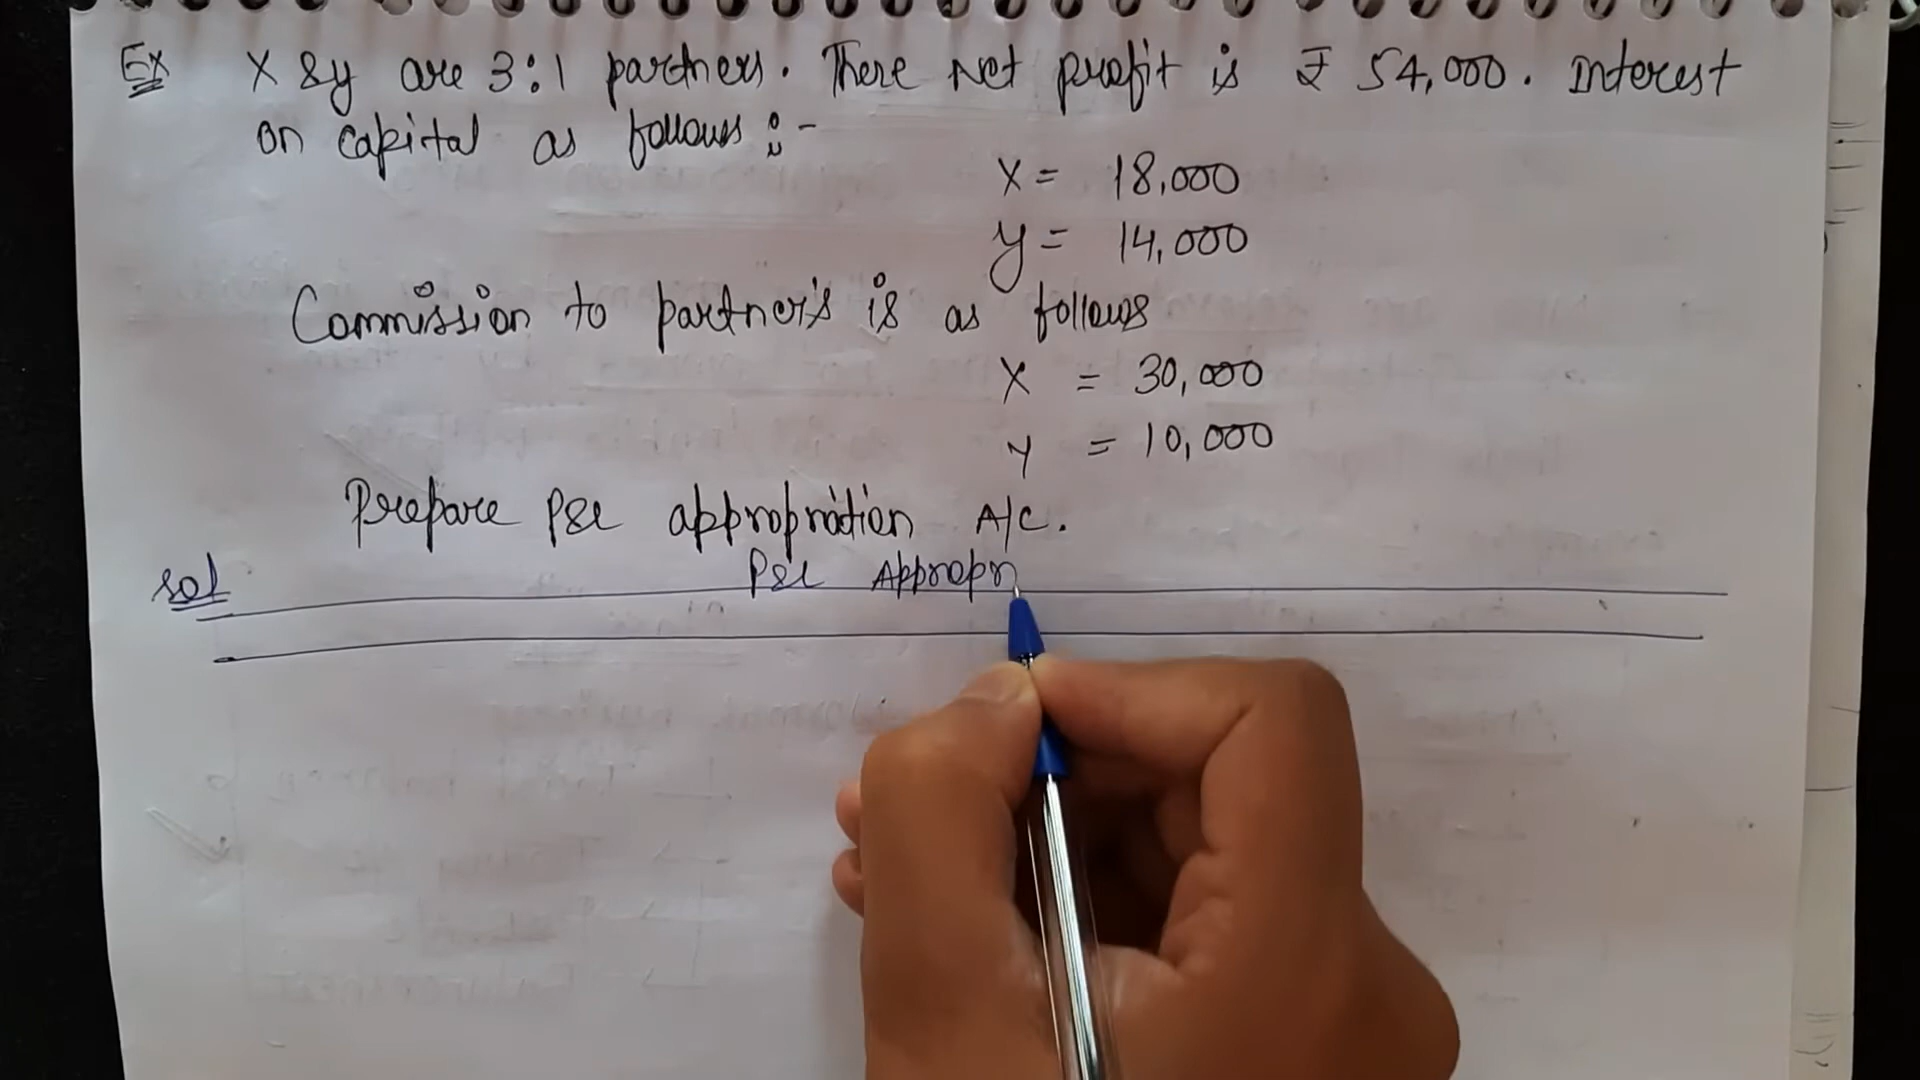 Ex X & y are 3:1 partners. There Net profit is ₹ 54,000. Interest
on capital as follows :-
X = 18,000
y = 14,000
Commission to partner's is as follows
X = 30,000
Y = 10,000
Prepare P&L appropriation A/C.
sol P&L Appropri